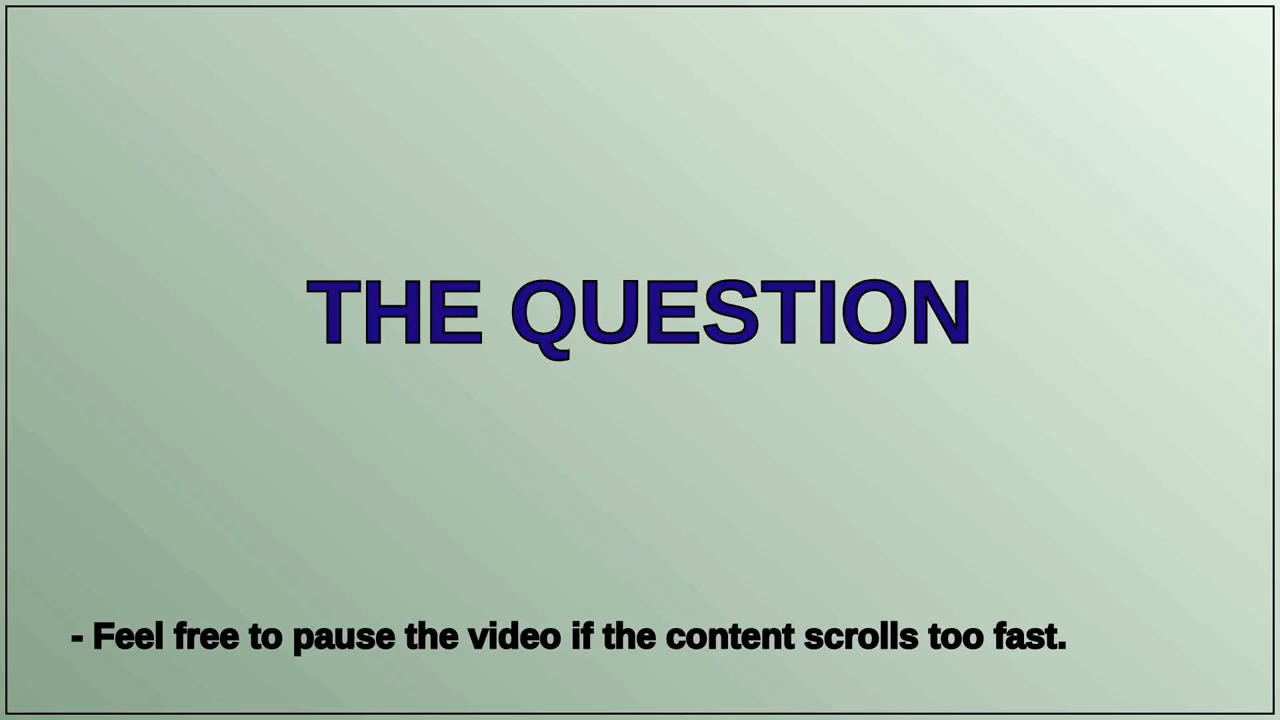 THE QUESTION
- Feel free to pause the video if the content scrolls too fast.